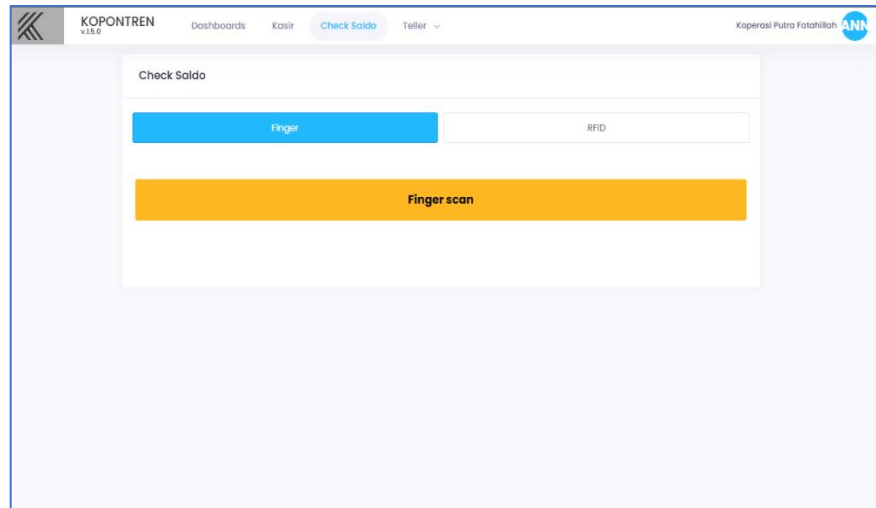 KOPONTREN
v.1.5.0
Dashboards Kasir Check Saldo Teller
Koperasi Putra Fatahillah ANN
Check Saldo
Finger RFID
Finger scan